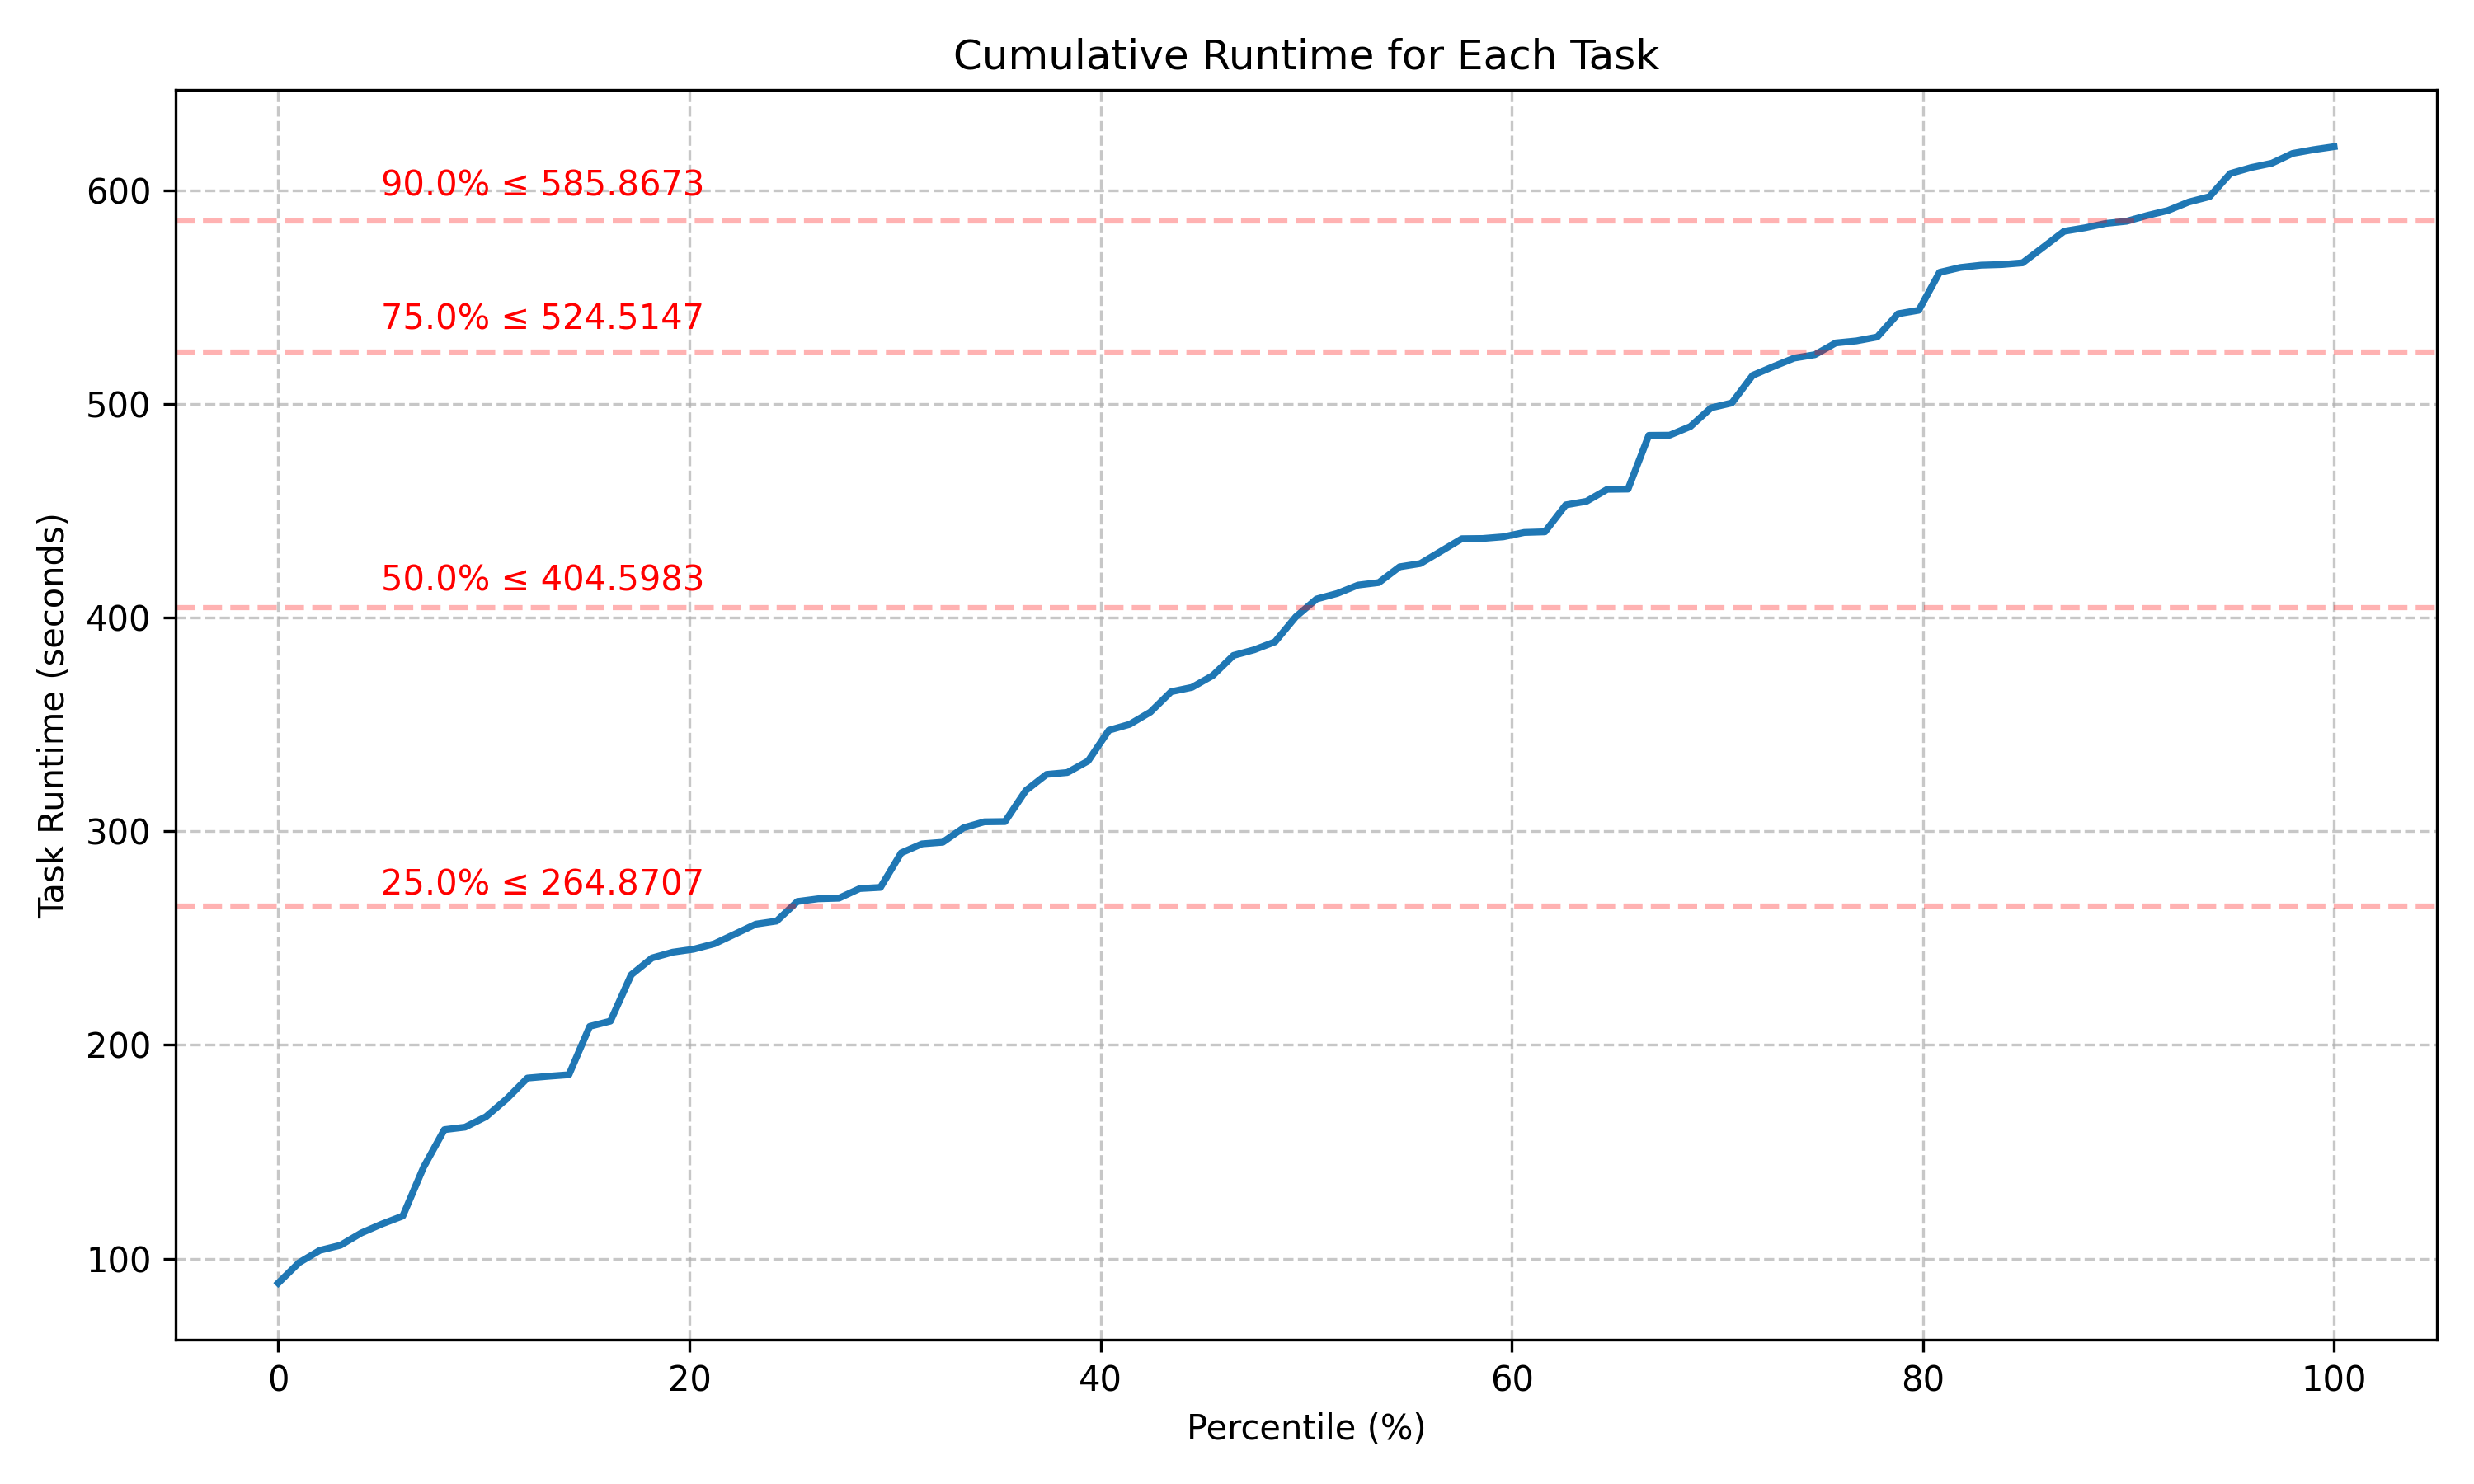 Cumulative Runtime for Each Task
Task Runtime (seconds)
600
500
400
300
200
100
90.0% ≤ 585.8673
75.0% ≤ 524.5147
50.0% ≤ 404.5983
25.0% ≤ 264.8707
0 20 40 60 80 100
Percentile (%)